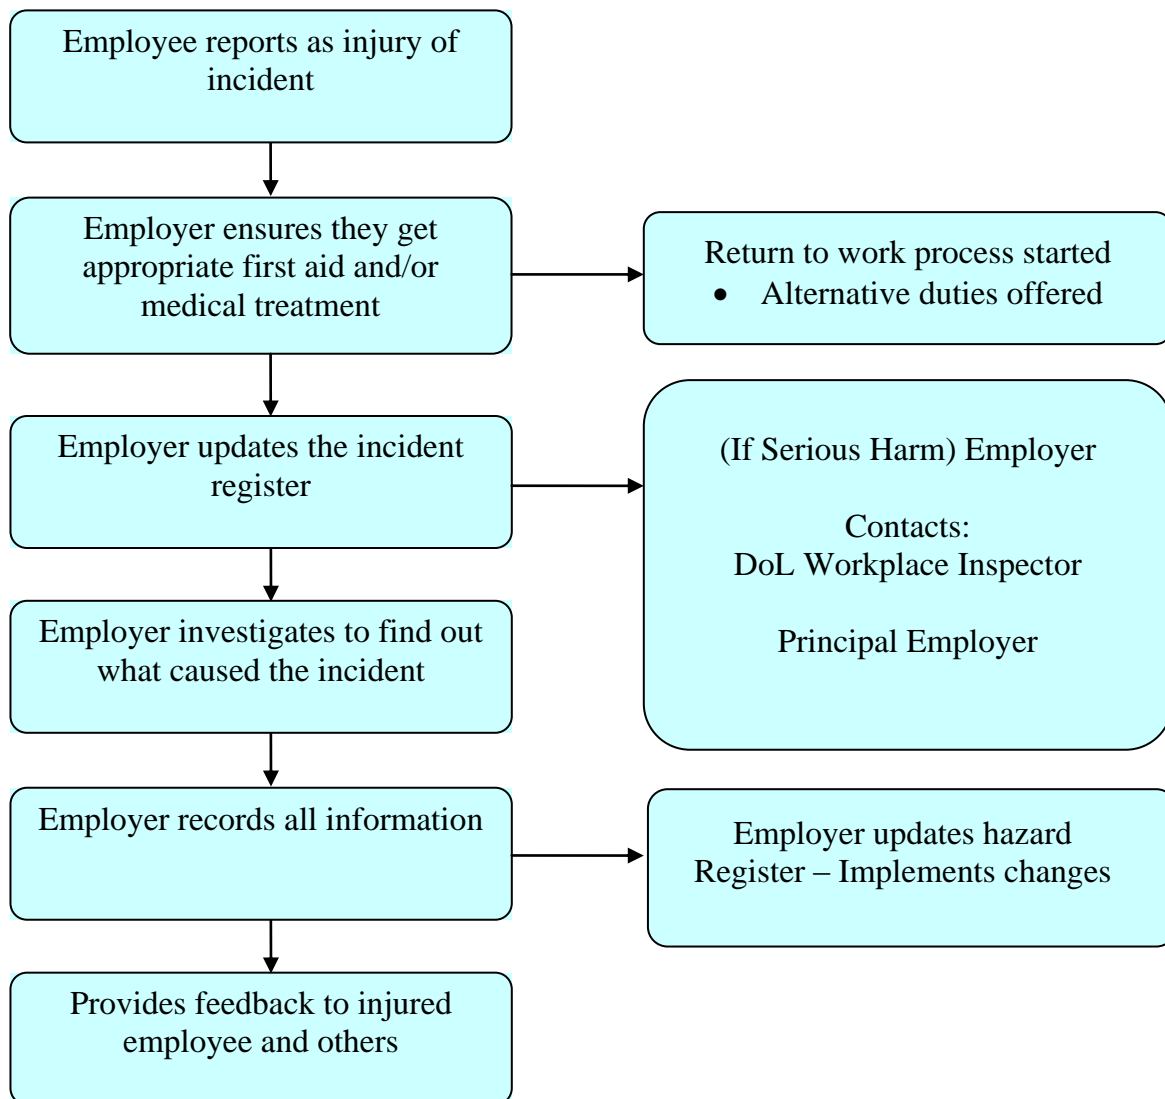 Employee reports as injury of
incident
Employer ensures they get
appropriate first aid and/or
medical treatment
Return to work process started
• Alternative duties offered
Employer updates the incident
register
(If Serious Harm) Employer
Contacts:
DoL Workplace Inspector
Principal Employer
Employer investigates to find out
what caused the incident
Employer records all information
Employer updates hazard
Register – Implements changes
Provides feedback to injured
employee and others